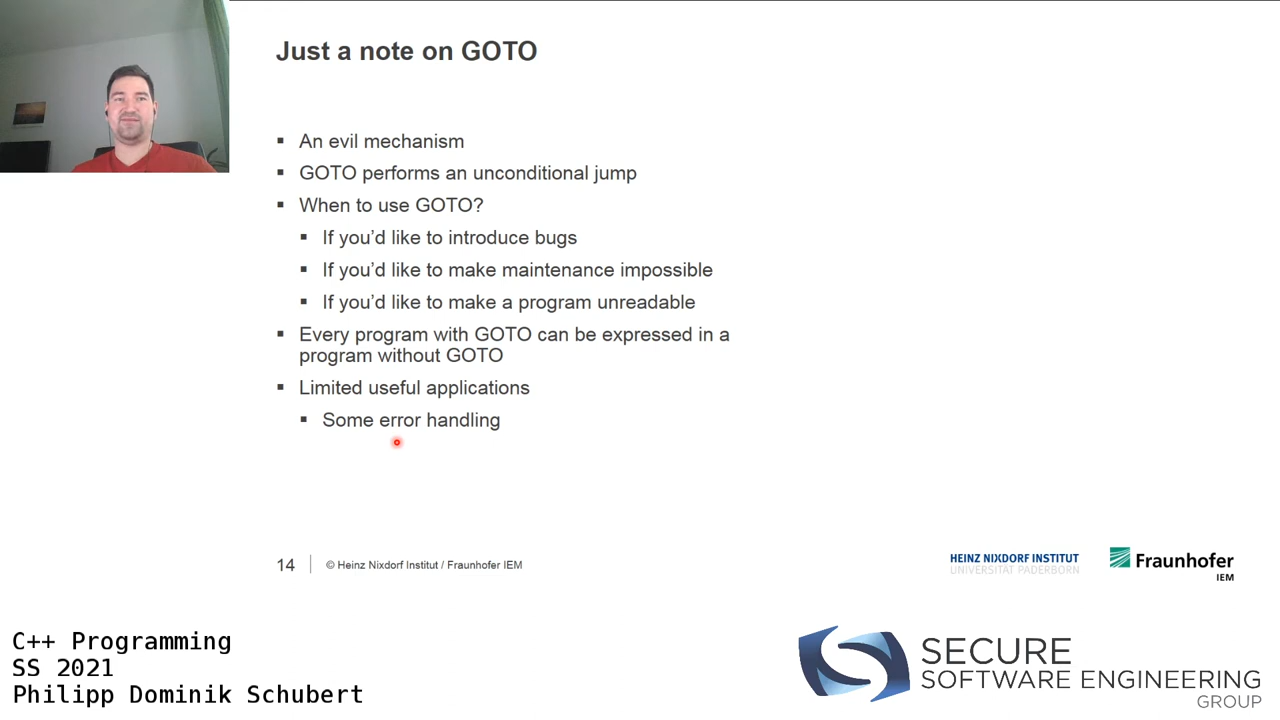 Just a note on GOTO
▪ An evil mechanism
▪ GOTO performs an unconditional jump
▪ When to use GOTO?
▪ If you'd like to introduce bugs
▪ If you'd like to make maintenance impossible
▪ If you'd like to make a program unreadable
▪ Every program with GOTO can be expressed in a
program without GOTO
▪ Limited useful applications
▪ Some error handling
14 © Heinz Nixdorf Institut / Fraunhofer IEM
HEINZ NIXDORF INSTITUT
UNIVERSITÄT PADERBORN
Fraunhofer
IEM
C++ Programming
SS 2021
Philipp Dominik Schubert
SECURE
SOFTWARE ENGINEERING
GROUP